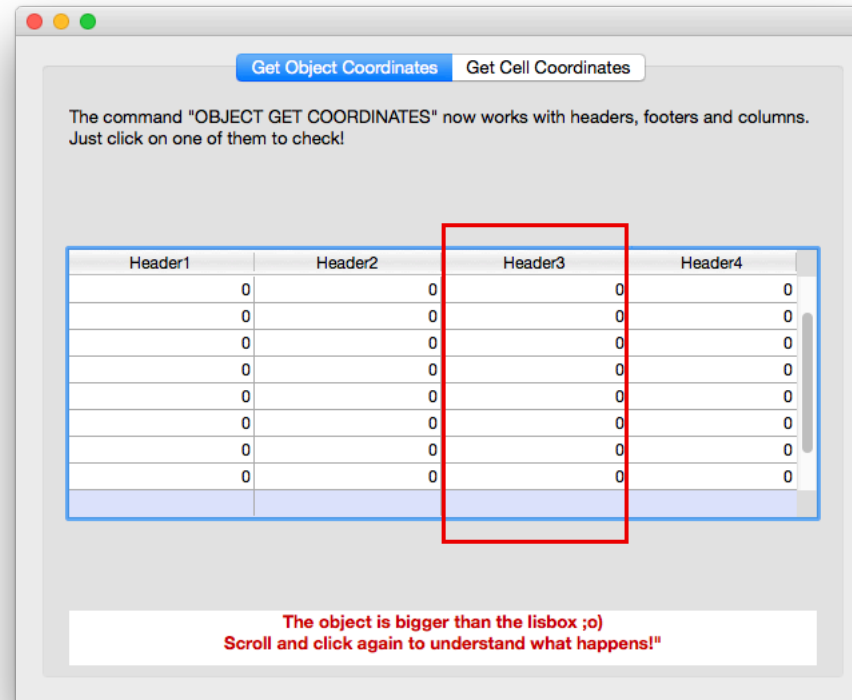 Get Object Coordinates Get Cell Coordinates
The command "OBJECT GET COORDINATES" now works with headers, footers and columns.
Just click on one of them to check!
Header1 Header2 Header3 Header4
0 0 0 0
0 0 0 0
0 0 0 0
0 0 0 0
0 0 0 0
0 0 0 0
0 0 0 0
0 0 0 0
The object is bigger than the lisbox ;o)
Scroll and click again to understand what happens!"